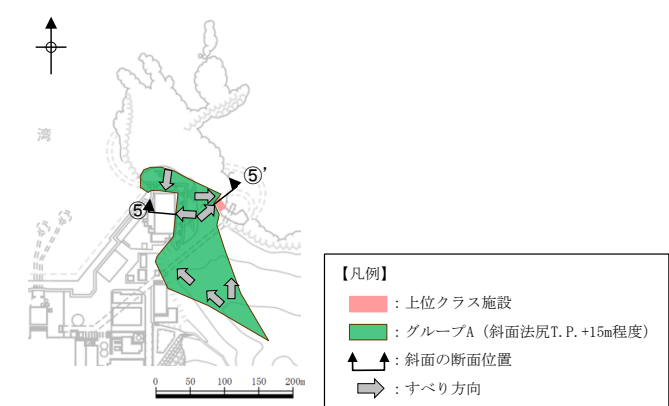 湾
⑤'
⑤
0 50 100 150 200m
【凡例】
：上位クラス施設
：グループA（斜面法尻T.P.+15m程度）
：斜面の断面位置
：すべり方向